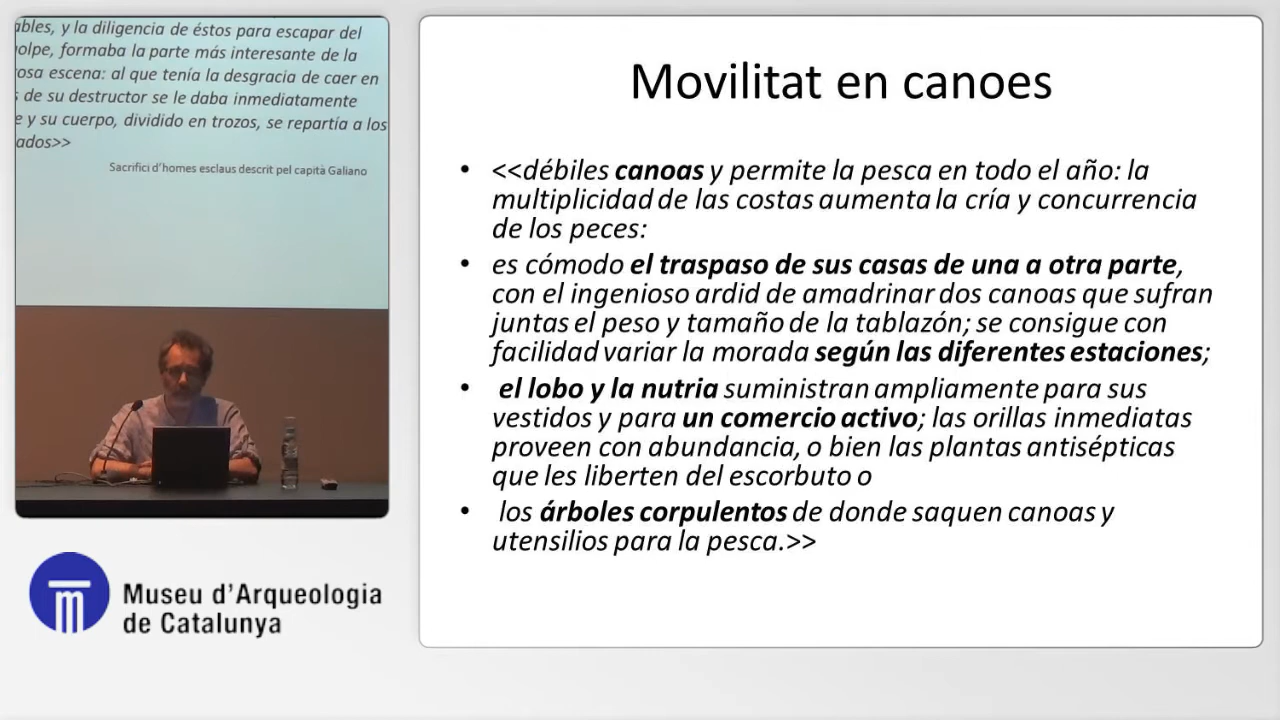 ables, y la diligencia de éstos para escapar del
olpe, formaba la parte más interesante de la
rosa escena: al que tenía la desgracia de caer en
s de su destructor se le daba inmediatamente
e y su cuerpo, dividido en trozos, se repartía a los
ados>>
Sacrifici d'homes esclaus descrit pel capità Galiano
Museu d'Arqueologia
de Catalunya
Movilitat en canoes
• <<débiles canoas y permite la pesca en todo el año: la
multiplicidad de las costas aumenta la cría y concurrencia
de los peces:
• es cómodo el traspaso de sus casas de una a otra parte,
con el ingenioso ardid de amadrinar dos canoas que sufran
juntas el peso y tamaño de la tablazón; se consigue con
facilidad variar la morada según las diferentes estaciones;
• el lobo y la nutria suministran ampliamente para sus
vestidos y para un comercio activo; las orillas inmediatas
proveen con abundancia, o bien las plantas antisépticas
que les liberten del escorbuto o
• los árboles corpulentos de donde saquen canoas y
utensilios para la pesca.>>